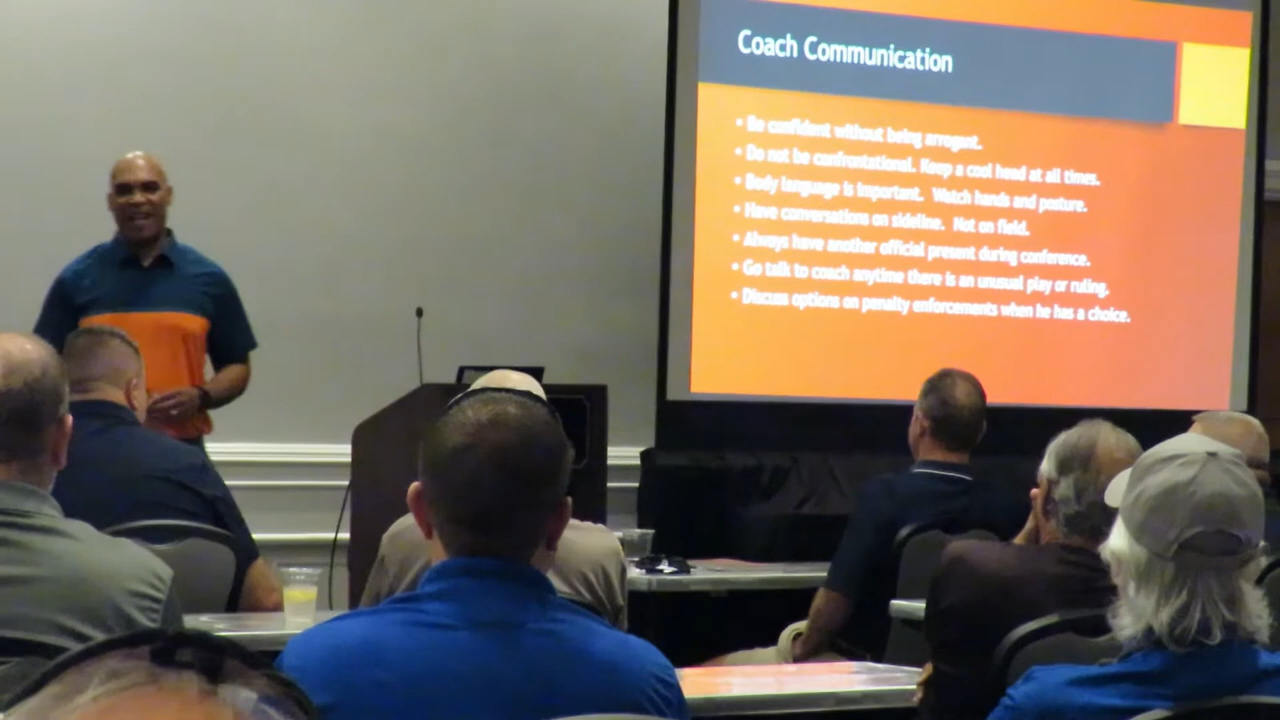 Coach Communication
• Be confident without being arrogant.
• Do not be confrontational. Keep a cool head at all times.
• Body language is important. Watch hands and posture.
• Have conversations on sideline. Not on field.
• Always have another official present during conference.
• Go talk to coach anytime there is an unusual play or ruling.
• Discuss options on penalty enforcements when he has a choice.